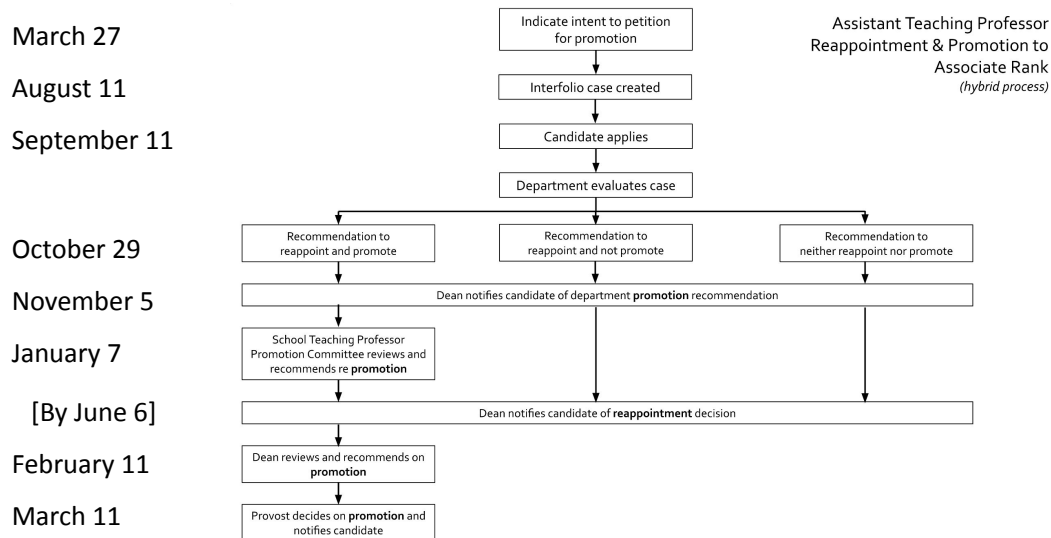 March 27
Indicate intent to petition
for promotion
Assistant Teaching Professor
Reappointment & Promotion to
Associate Rank
(hybrid process)
August 11
Interfolio case created
September 11
Candidate applies
Department evaluates case
October 29
Recommendation to
reappoint and promote
Recommendation to
reappoint and not promote
Recommendation to
neither reappoint nor promote
November 5
Dean notifies candidate of department promotion recommendation
January 7
School Teaching Professor
Promotion Committee reviews and
recommends re promotion
[By June 6]
Dean notifies candidate of reappointment decision
February 11
Dean reviews and recommends on
promotion
March 11
Provost decides on promotion and
notifies candidate